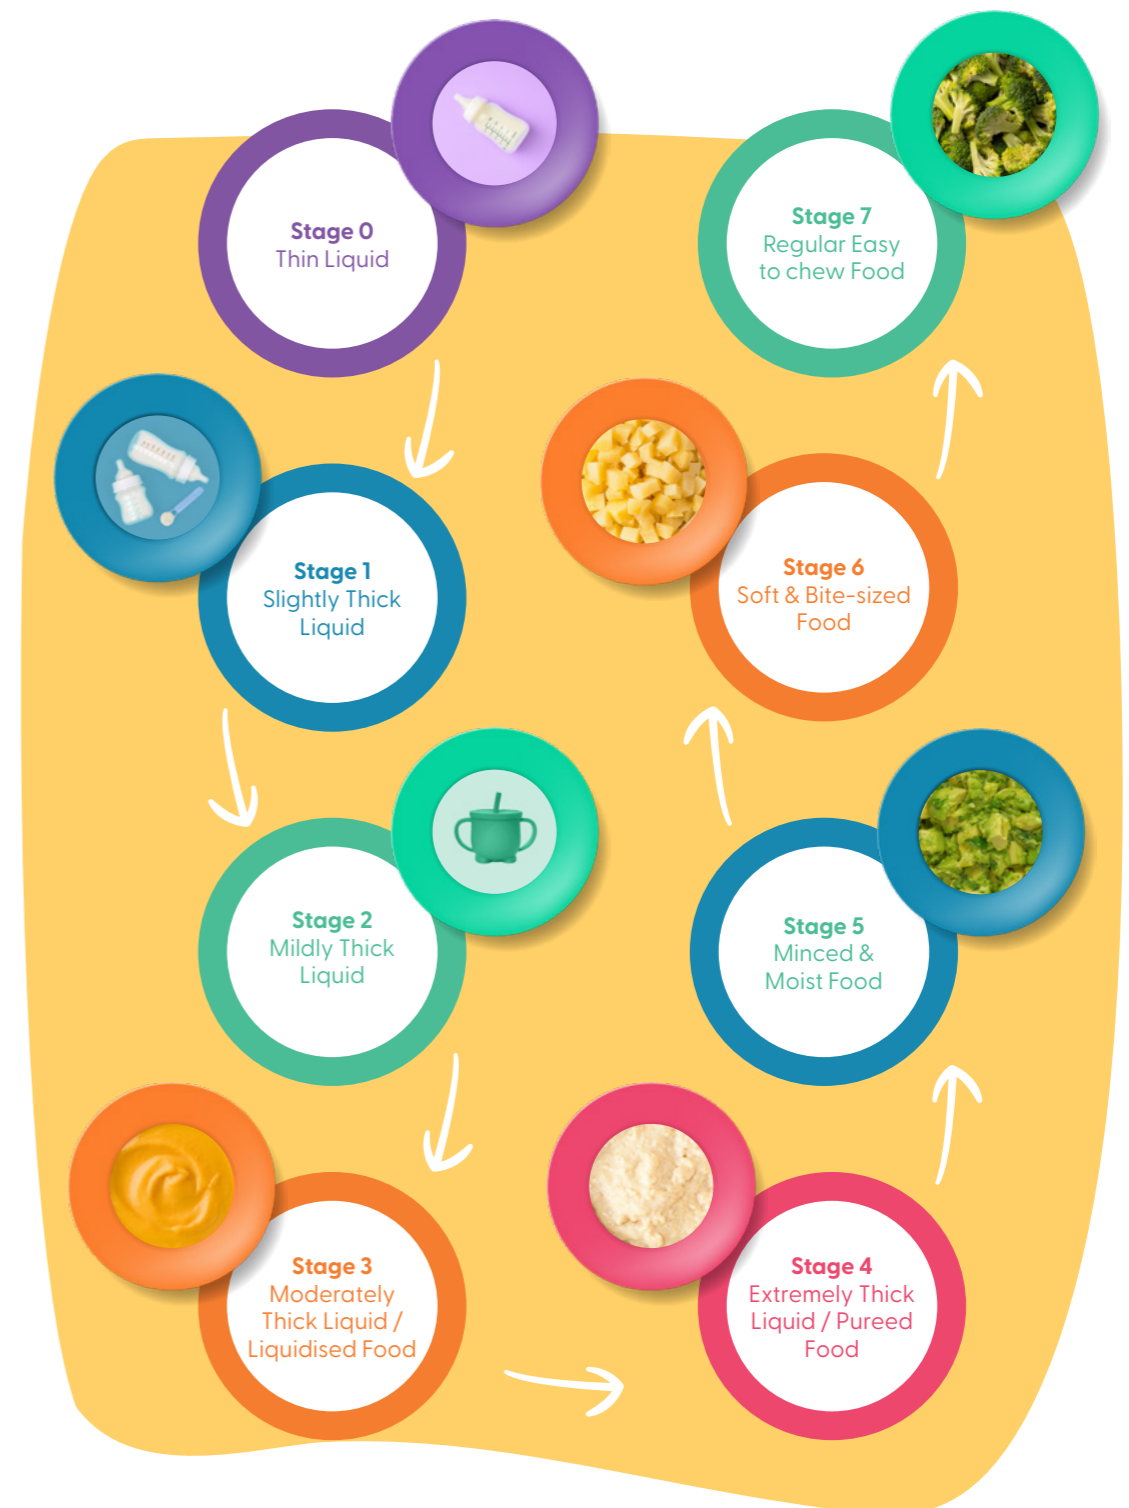 Stage 0
Thin Liquid
Stage 1
Slightly Thick
Liquid
Stage 2
Mildly Thick
Liquid
Stage 3
Moderately
Thick Liquid /
Liquidised Food
Stage 4
Extremely Thick
Liquid / Pureed
Food
Stage 5
Minced &
Moist Food
Stage 6
Soft & Bite-sized
Food
Stage 7
Regular Easy
to chew Food